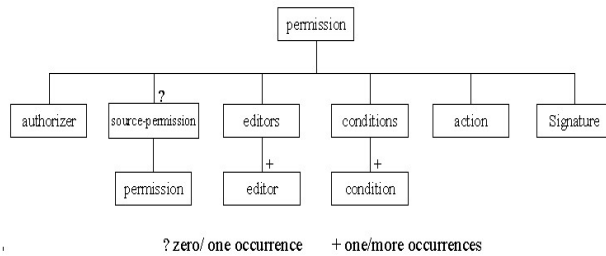 permission
authorizer
?
source-permission
editors
conditions
action
Signature
permission
+
editor
+
condition
? zero/ one occurrence + one/more occurrences